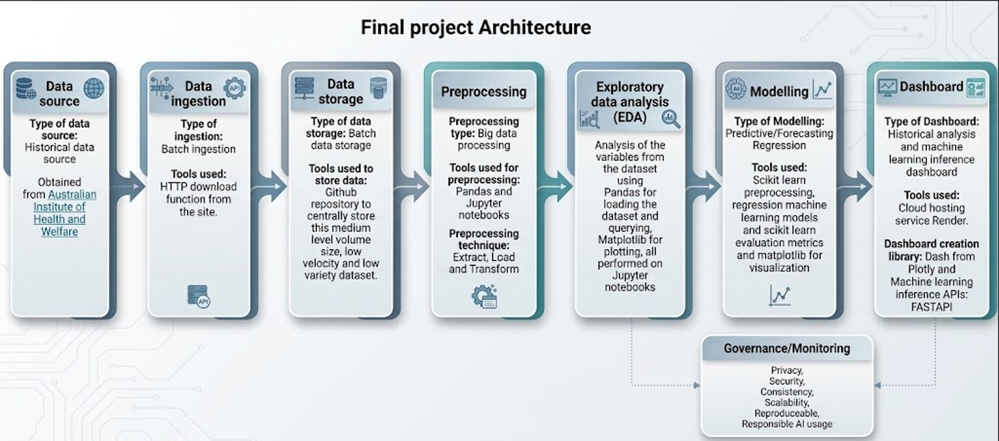 Final project Architecture
Data
source
Type of data
source:
Historical data
source
Obtained
from Australian
Institute of
Health and
Welfare
Data
ingestion
API
Type of
ingestion:
Batch ingestion
Tools used:
HTTP download
function from
the site.
API
Data
storage
Type of data
storage: Batch
data storage
Tools used to
store data:
Github
repository to
centrally store
this medium
level volume
size, low
velocity and low
variety dataset.
Preprocessing
Preprocessing
type: Big data
processing
Tools used for
preprocessing:
Pandas and
Jupyter
notebooks
Preprocessing
technique:
Extract, Load
and Transform
Exploratory
data analysis
(EDA)
Analysis of the
variables from
the dataset
using
Pandas for
loading the
dataset and
querying,
Matplotlib for
plotting, all
performed on
Jupyter
notebooks
Modelling
Type of Modelling:
Predictive/Forecasting
Regression
Tools used:
Scikit learn
preprocessing,
regression machine
learning models
and scikit learn
evaluation metrics
and matplotlib for
visualization
Dashboard
Type of Dashboard:
Historical analysis
and machine
learning inference
dashboard
Tools used:
Cloud hosting
service Render.
Dashboard creation
library: Dash from
Plotly and
Machine learning
inference APIs:
FASTAPI
Governance/Monitoring
Privacy,
Security,
Consistency,
Scalability,
Reproduceable,
Responsible AI usage